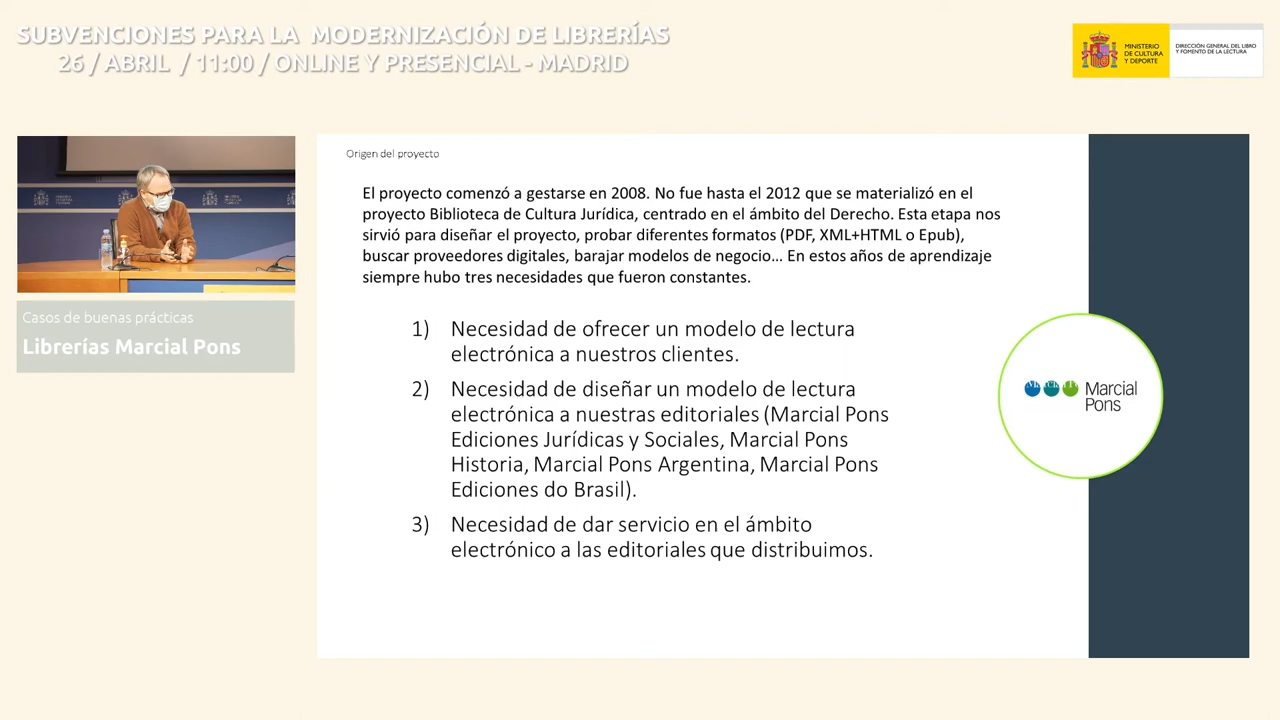 SUBVENCIONES PARA LA MODERNIZACIÓN DE LIBRERÍAS
26 / ABRIL / 11:00 / ONLINE Y PRESENCIAL - MADRID
MINISTERIO
DE CULTURA
Y DEPORTE
DIRECCIÓN GENERAL DEL LIBRO
Y FOMENTO DE LA LECTURA
Casos de buenas prácticas
Librerías Marcial Pons
Origen del proyecto
El proyecto comenzó a gestarse en 2008. No fue hasta el 2012 que se materializó en el
proyecto Biblioteca de Cultura Jurídica, centrado en el ámbito del Derecho. Esta etapa nos
sirvió para diseñar el proyecto, probar diferentes formatos (PDF, XML+HTML o Epub),
buscar proveedores digitales, barajar modelos de negocio... En estos años de aprendizaje
siempre hubo tres necesidades que fueron constantes.
1) Necesidad de ofrecer un modelo de lectura
electrónica a nuestros clientes.
2) Necesidad de diseñar un modelo de lectura
electrónica a nuestras editoriales (Marcial Pons
Ediciones Jurídicas y Sociales, Marcial Pons
Historia, Marcial Pons Argentina, Marcial Pons
Ediciones do Brasil).
3) Necesidad de dar servicio en el ámbito
electrónico a las editoriales que distribuimos.
Marcial
Pons